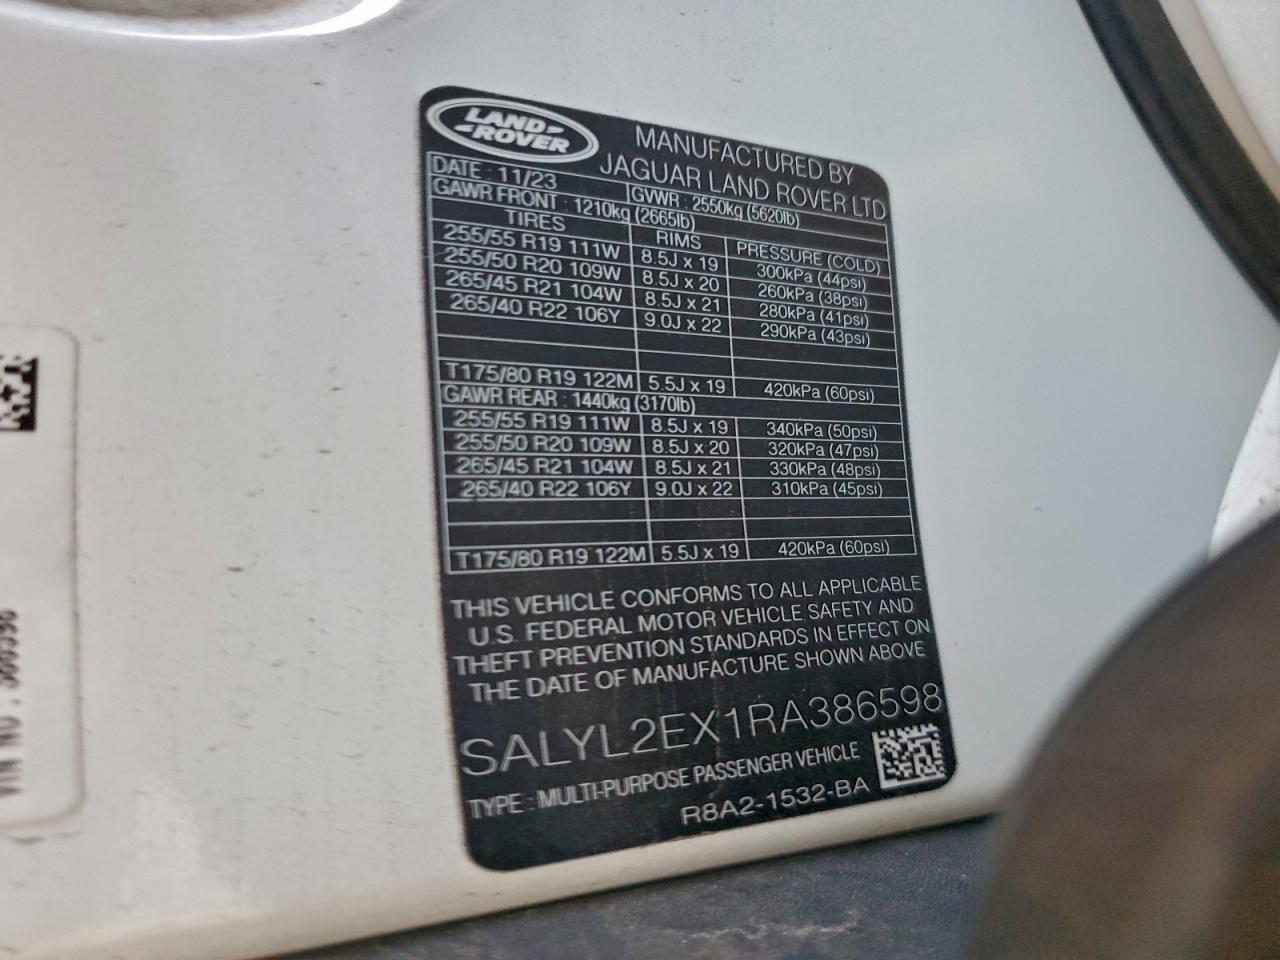 LAND-
-ROVER
MANUFACTURED BY
JAGUAR LAND ROVER LTD
DATE : 11/23 GVWR : 2550kg (5620lb)
GAWR FRONT : 1210kg (2665lb)
TIRES RIMS PRESSURE (COLD)
255/55 R19 111W 8.5J x 19 300kPa (44psi)
255/50 R20 109W 8.5J x 20 260kPa (38psi)
265/45 R21 104W 8.5J x 21 280kPa (41psi)
265/40 R22 106Y 9.0J x 22 290kPa (43psi)
T175/80 R19 122M 5.5J x 19 420kPa (60psi)
GAWR REAR : 1440kg (3170lb)
255/55 R19 111W 8.5J x 19 340kPa (50psi)
255/50 R20 109W 8.5J x 20 320kPa (47psi)
265/45 R21 104W 8.5J x 21 330kPa (48psi)
265/40 R22 106Y 9.0J x 22 310kPa (45psi)
T175/80 R19 122M 5.5J x 19 420kPa (60psi)
THIS VEHICLE CONFORMS TO ALL APPLICABLE
U.S. FEDERAL MOTOR VEHICLE SAFETY AND
THEFT PREVENTION STANDARDS IN EFFECT ON
THE DATE OF MANUFACTURE SHOWN ABOVE
SALYL2EX1RA386598
TYPE : MULTI-PURPOSE PASSENGER VEHICLE
R8A2-1532-BA
VIN NO.